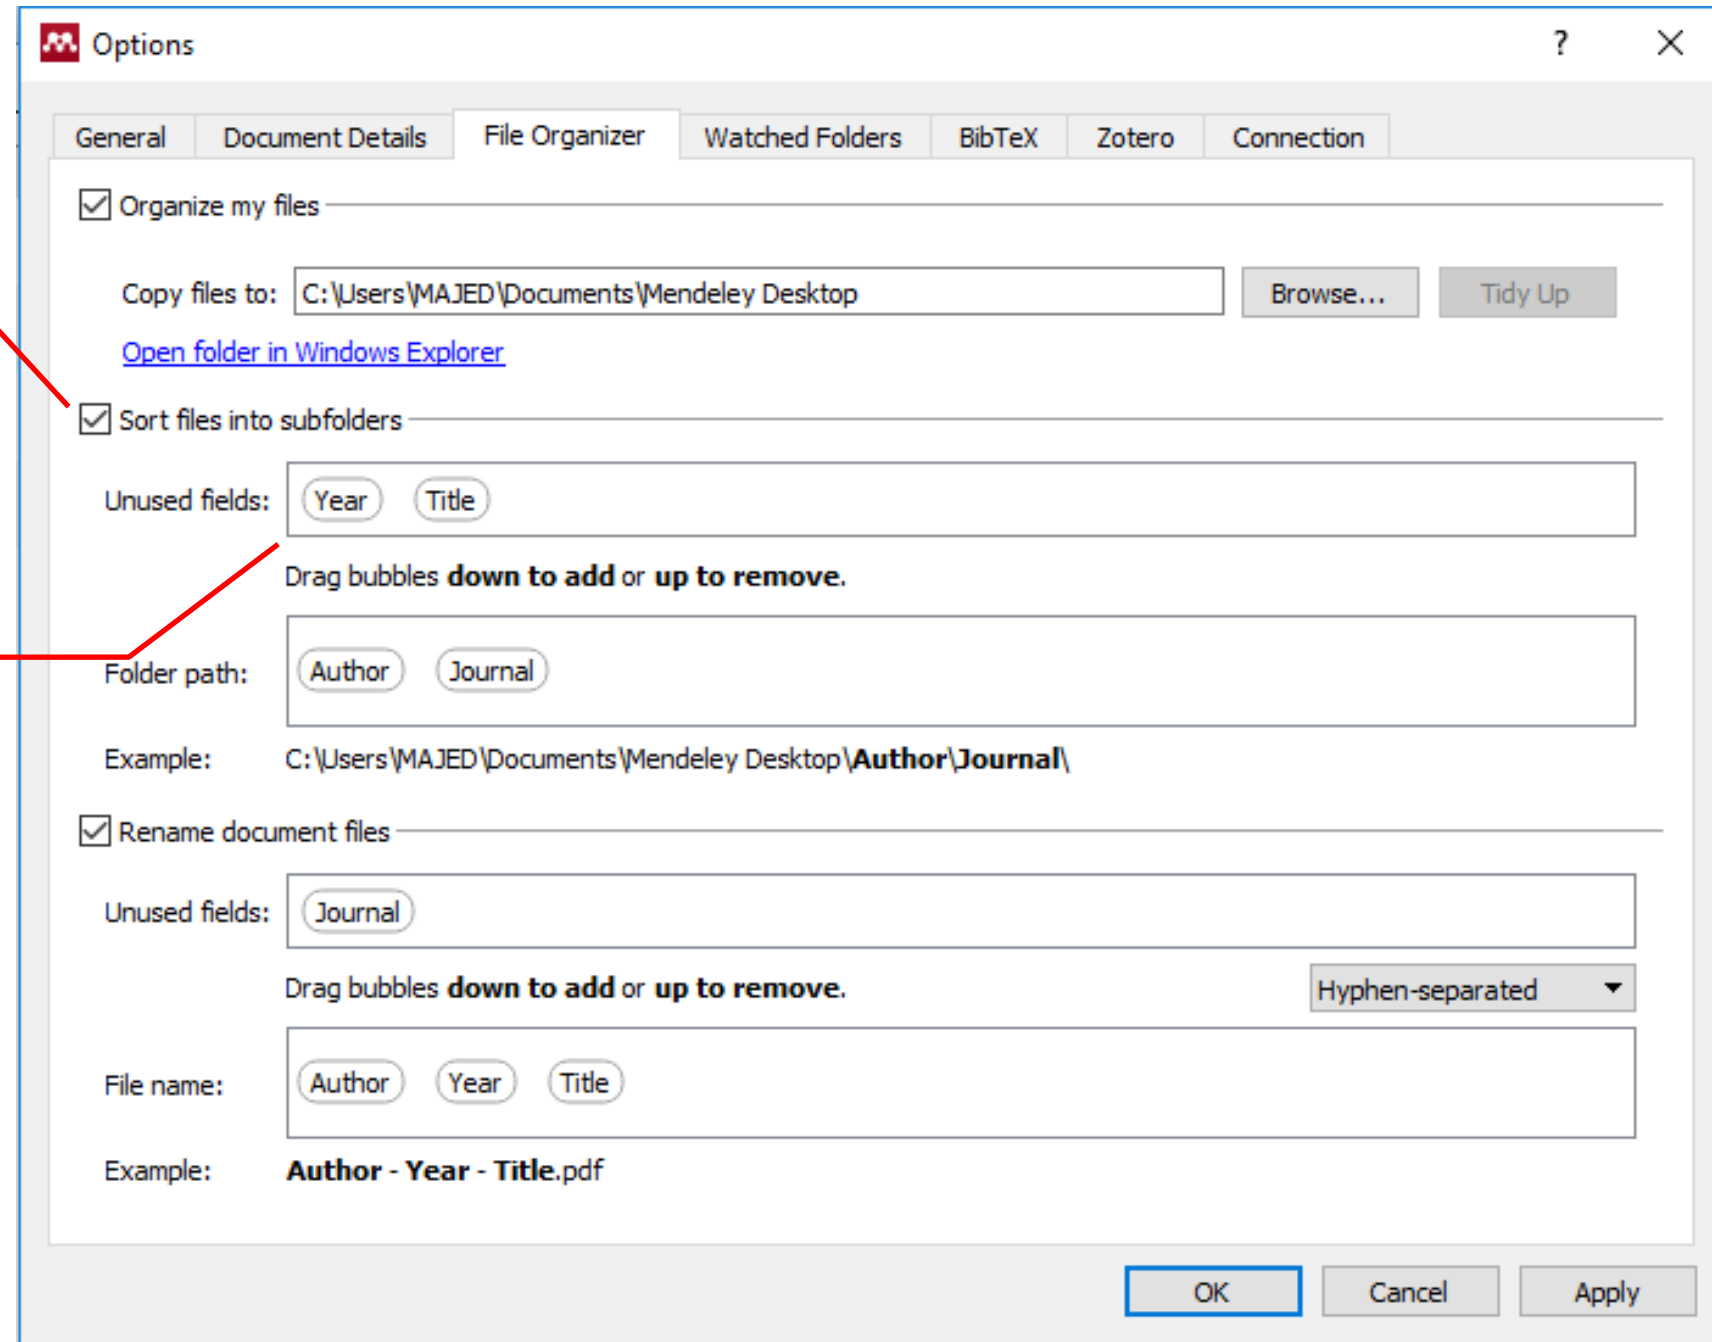 Options ?
General Document Details File Organizer Watched Folders BibTeX Zotero Connection
Organize my files
Copy files to: C:\Users\MAJED\Documents\Mendeley Desktop Browse... Tidy Up
Open folder in Windows Explorer
Sort files into subfolders
Unused fields: Year Title
Drag bubbles down to add or up to remove.
Folder path: Author Journal
Example: C:\Users\MAJED\Documents\Mendeley Desktop\Author\Journal\
Rename document files
Unused fields: Journal
Drag bubbles down to add or up to remove. Hyphen-separated
File name: Author Year Title
Example: Author - Year - Title.pdf
OK Cancel Apply